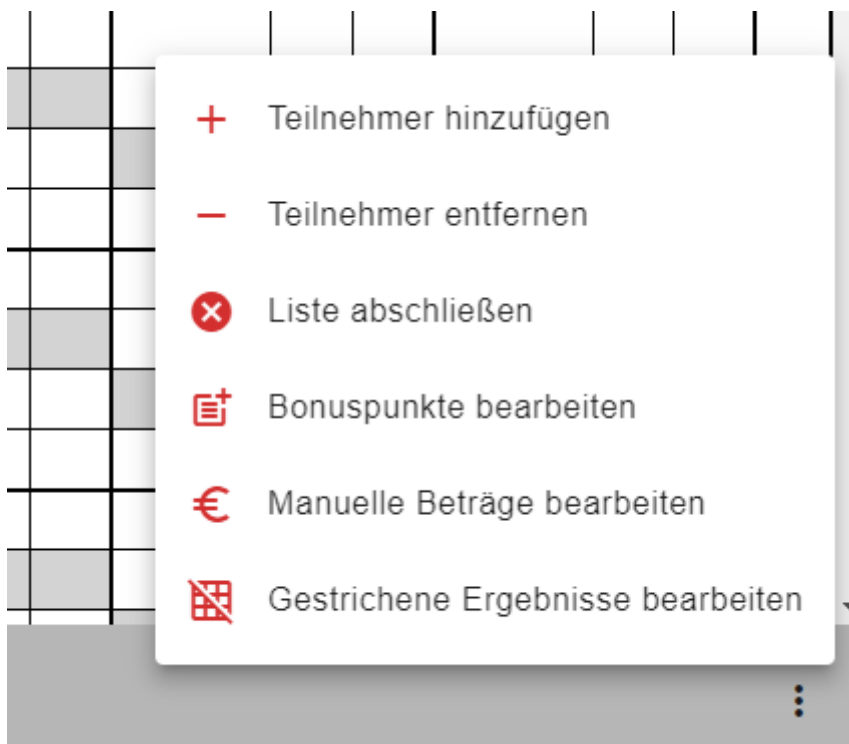 Teilnehmer hinzufügen
Teilnehmer entfernen
Liste abschließen
Bonuspunkte bearbeiten
Manuelle Beträge bearbeiten
Gestrichene Ergebnisse bearbeiten